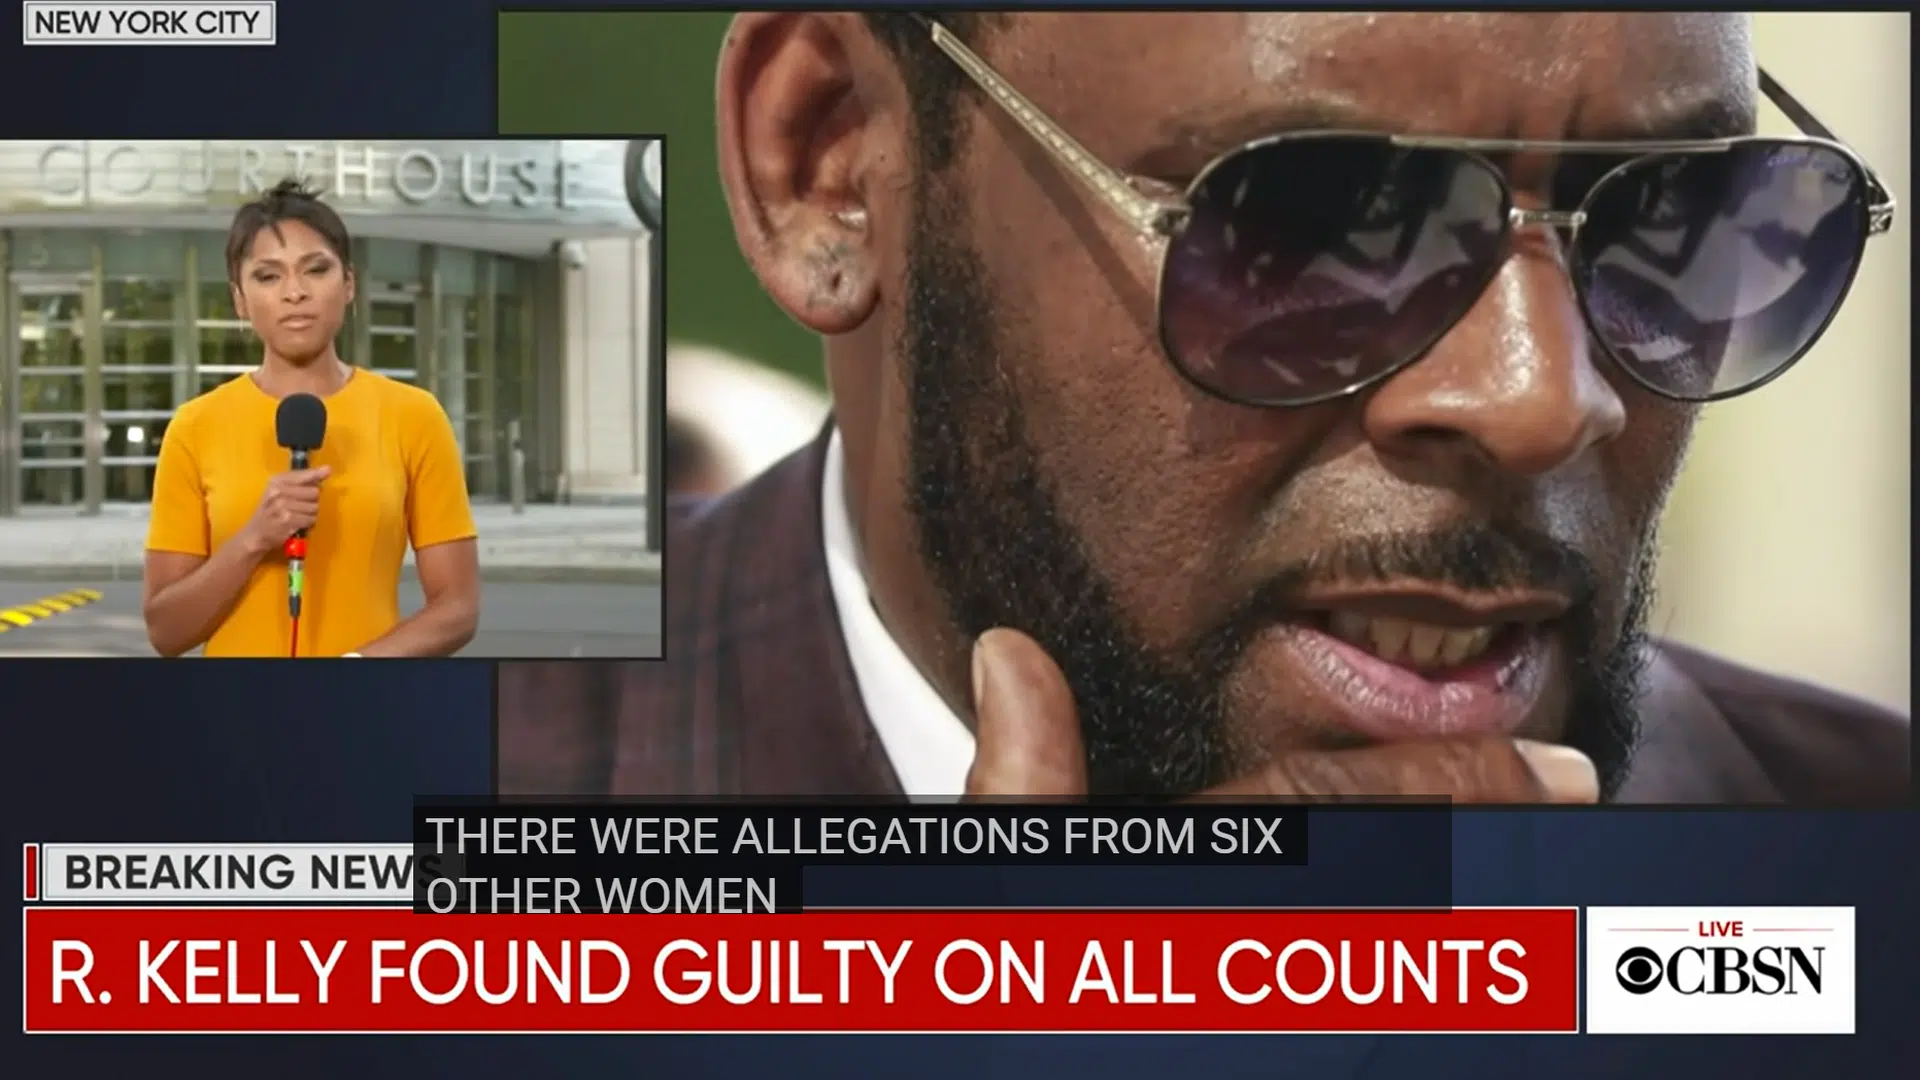 NEW YORK CITY
COURTHOUSE
THERE WERE ALLEGATIONS FROM SIX
OTHER WOMEN
BREAKING NEWS
R. KELLY FOUND GUILTY ON ALL COUNTS
LIVE
CBSN